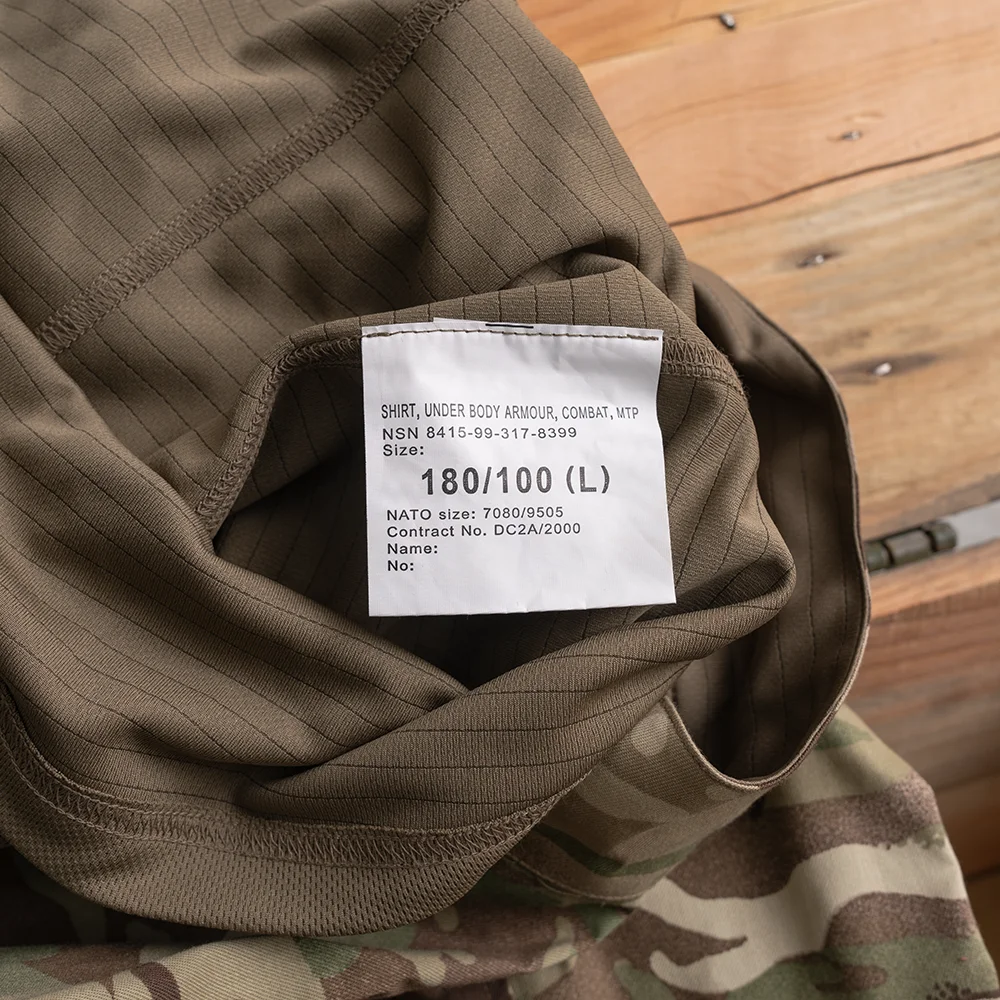 SHIRT, UNDER BODY ARMOUR, COMBAT, MTP
NSN 8415-99-317-8399
Size:
180/100 (L)
NATO size: 7080/9505
Contract No. DC2A/2000
Name:
No: